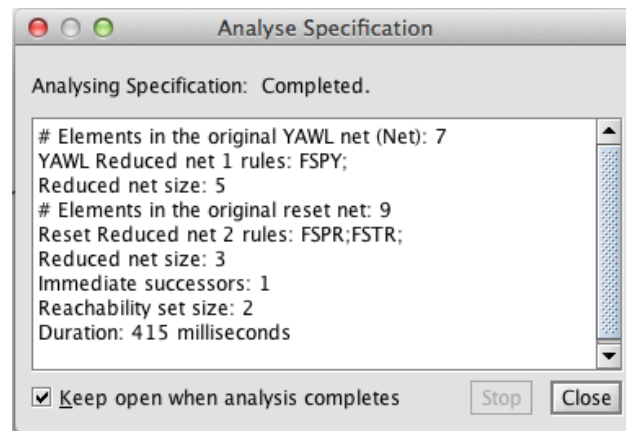 Analyse Specification
Analysing Specification:  Completed.
# Elements in the original YAWL net (Net): 7
YAWL Reduced net 1 rules: FSPY;
Reduced net size: 5
# Elements in the original reset net: 9
Reset Reduced net 2 rules: FSPR;FSTR;
Reduced net size: 3
Immediate successors: 1
Reachability set size: 2
Duration: 415 milliseconds
Keep open when analysis completes Stop Close